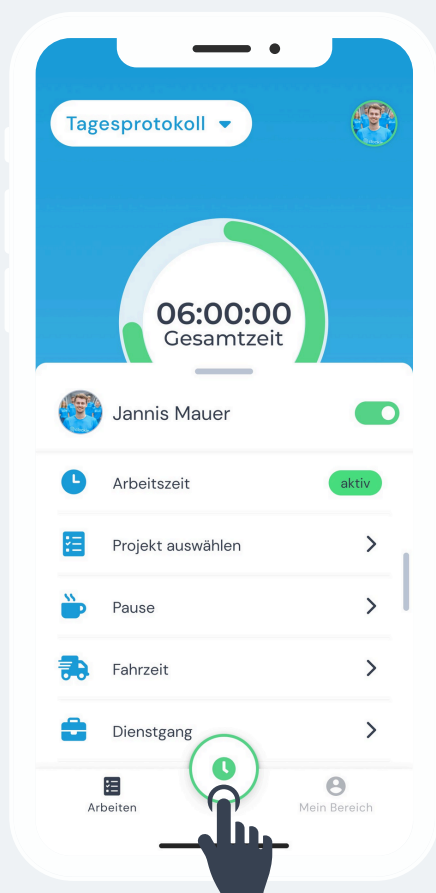 Tagesprotokoll
06:00:00
Gesamtzeit
Jannis Mauer
Arbeitszeit aktiv
Projekt auswählen
Pause
Fahrzeit
Dienstgang
Arbeiten Mein Bereich